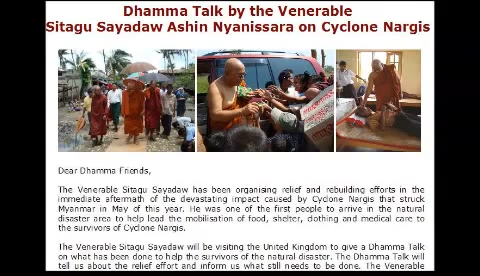 Dhamma Talk by the Venerable
Sitagu Sayadaw Ashin Nyanissara on Cyclone Nargis
Dear Dhamma Friends,
The Venerable Sitagu Sayadaw has been organising relief and rebuilding efforts in the
immediate aftermath of the devastating impact caused by Cyclone Nargis that struck
Myanmar in May of this year. He was one of the first people to arrive in the natural
disaster area to help lead the mobilisation of food, shelter, clothing and medical care to
the survivors of Cyclone Nargis.
The Venerable Sitagu Sayadaw will be visiting the United Kingdom to give a Dhamma Talk
on what has been done to help the survivors of the natural disaster. The Dhamma Talk will
tell us about the relief effort and inform us what still needs to be done. The Venerable